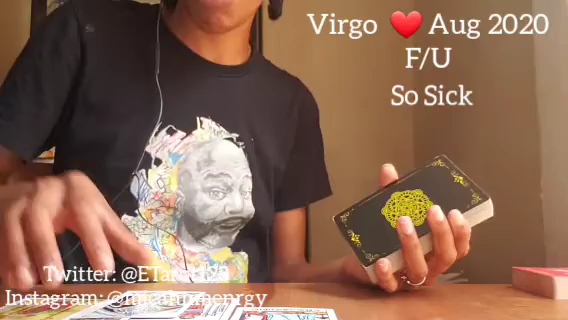 Virgo ❤️ Aug 2020
F/U
So Sick
Twitter:
Instagram: